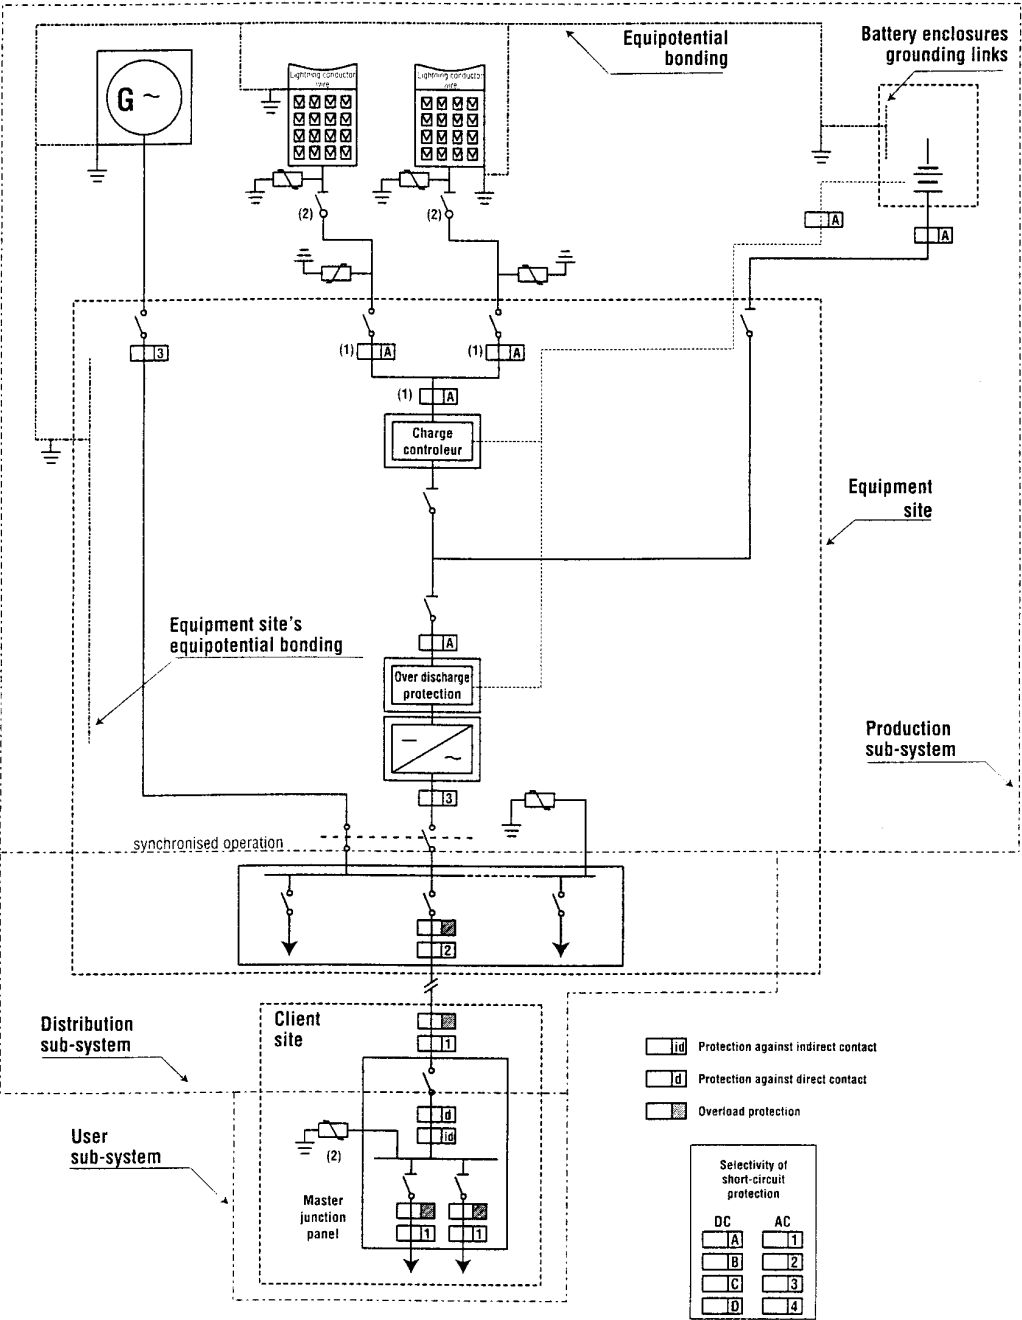 Equipotential
bonding
Battery enclosures
grounding links
G ~
Lightning conductor
wire
Lightning conductor
wire
(2)
(2)
A
A
3
(1)
A
(1)
A
(1)
A
Charge
controleur
Equipment
site
Equipment site's
equipotential bonding
A
Over discharge
protection
~
Production
sub-system
3
synchronised operation
2
Distribution
sub-system
Client
site
1
User
sub-system
d
id
(2)
Master
junction
panel
1
1
id Protection against indirect contact
d Protection against direct contact
Overload protection
Selectivity of
short-circuit
protection
DC AC
A 1
B 2
C 3
D 4